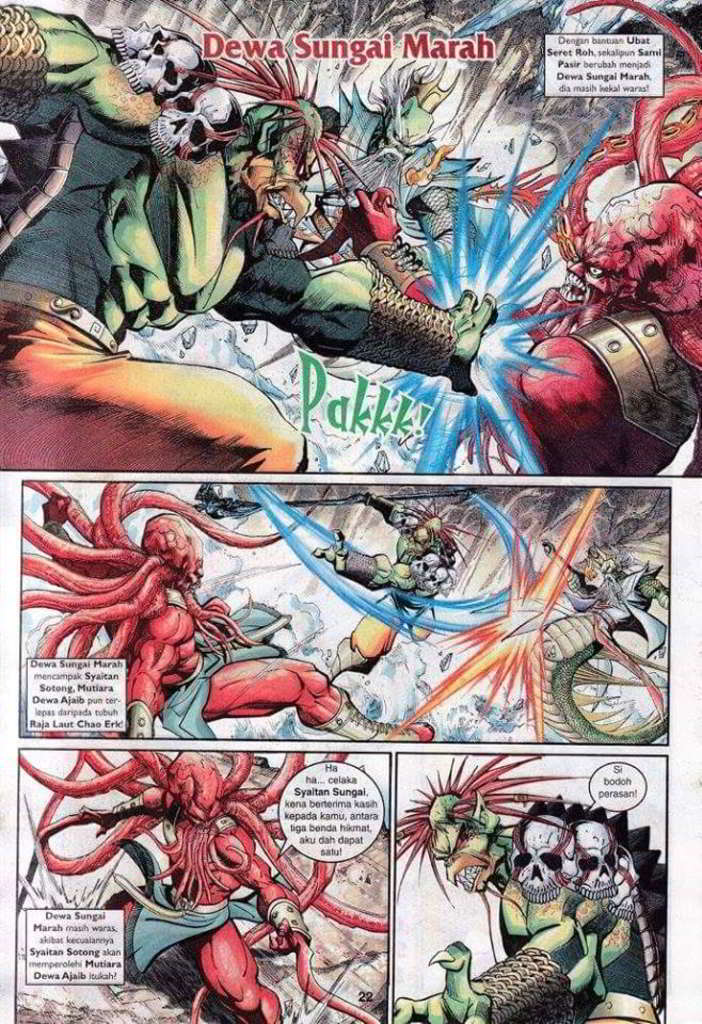 Dewa Sungai Marah
Dengan bantuan Ubat
Seret Roh, sekalipun Sami
Pasir berubah menjadi
Dewa Sungai Marah,
dia masih kekal waras!
Pakkk!
Dewa Sungai Marah
mencampak Syaitan
Sotong, Mutiara
Dewa Ajaib pun ter-
lepas daripada tubuh
Raja Laut Chao Erk!
Ha
ha... celaka
Syaitan Sungai,
kena berterima kasih
kepada kamu, antara
tiga benda hikmat,
aku dah dapat
satu!
Si
bodoh
perasan!
Dewa Sungai
Marah masih waras,
akibat kecuaiannya
Syaitan Sotong akan
memperolehi Mutiara
Dewa Ajaib itukah!
22